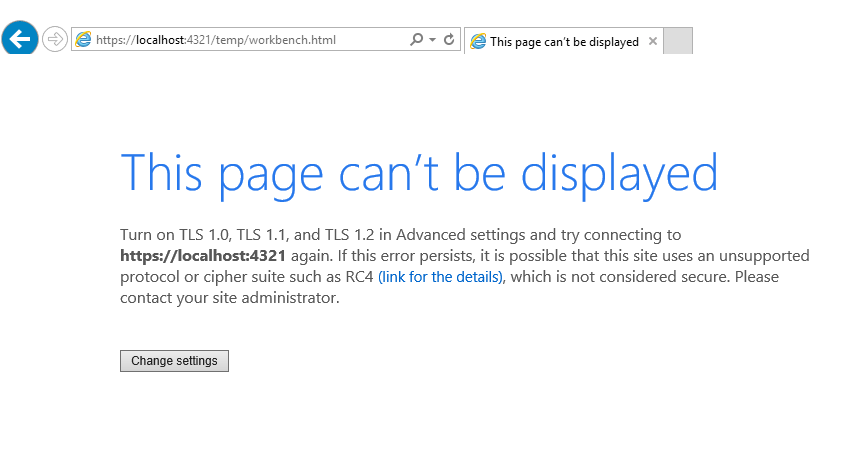 https://localhost:4321/temp/workbench.html
This page can't be displayed
This page can't be displayed
Turn on TLS 1.0, TLS 1.1, and TLS 1.2 in Advanced settings and try connecting to
https://localhost:4321 again. If this error persists, it is possible that this site uses an unsupported
protocol or cipher suite such as RC4 (link for the details), which is not considered secure. Please
contact your site administrator.
Change settings